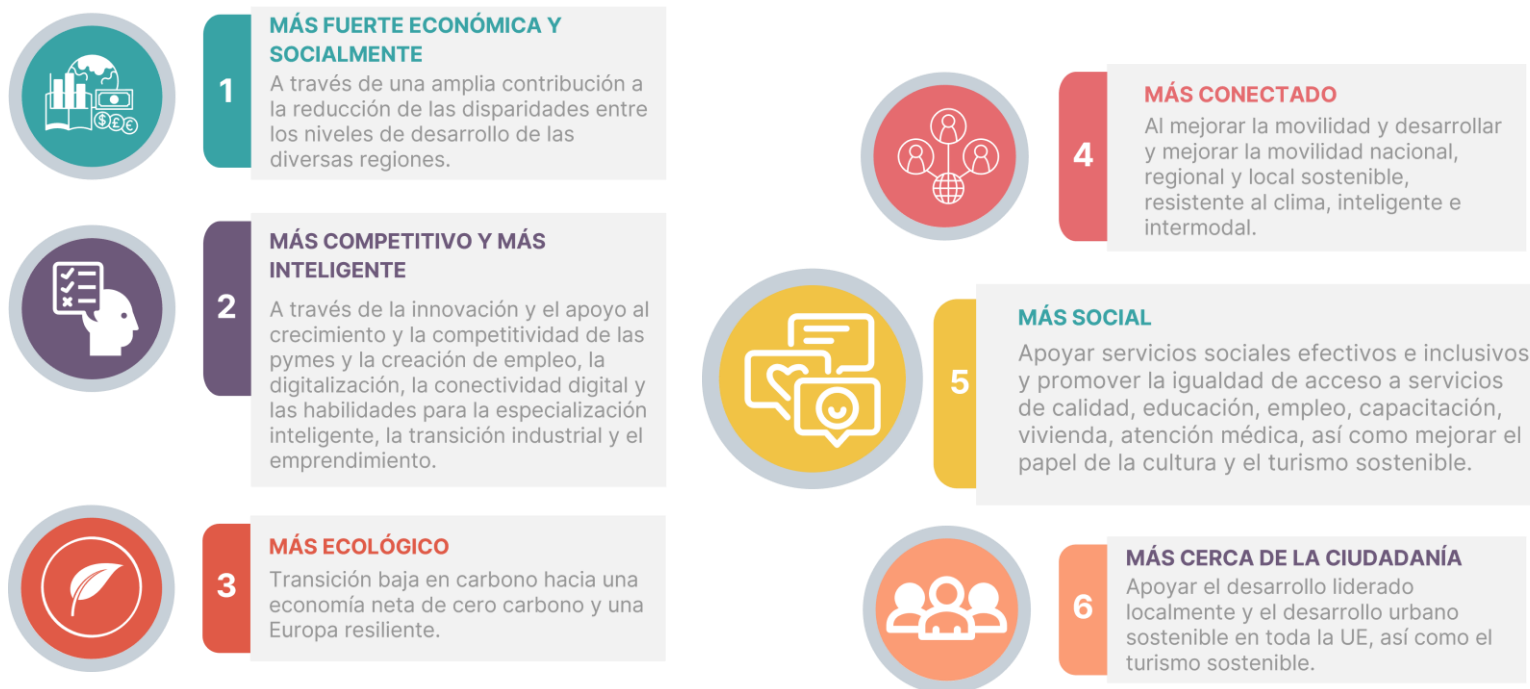 1
MÁS FUERTE ECONÓMICA Y
SOCIALMENTE
A través de una amplia contribución a
la reducción de las disparidades entre
los niveles de desarrollo de las
diversas regiones.
2
MÁS COMPETITIVO Y MÁS
INTELIGENTE
A través de la innovación y el apoyo al
crecimiento y la competitividad de las
pymes y la creación de empleo, la
digitalización, la conectividad digital y
las habilidades para la especialización
inteligente, la transición industrial y el
emprendimiento.
3
MÁS ECOLÓGICO
Transición baja en carbono hacia una
economía neta de cero carbono y una
Europa resiliente.
4
MÁS CONECTADO
Al mejorar la movilidad y desarrollar
y mejorar la movilidad nacional,
regional y local sostenible,
resistente al clima, inteligente e
intermodal.
5
MÁS SOCIAL
Apoyar servicios sociales efectivos e inclusivos
y promover la igualdad de acceso a servicios
de calidad, educación, empleo, capacitación,
vivienda, atención médica, así como mejorar el
papel de la cultura y el turismo sostenible.
6
MÁS CERCA DE LA CIUDADANÍA
Apoyar el desarrollo liderado
localmente y el desarrollo urbano
sostenible en toda la UE, así como el
turismo sostenible.